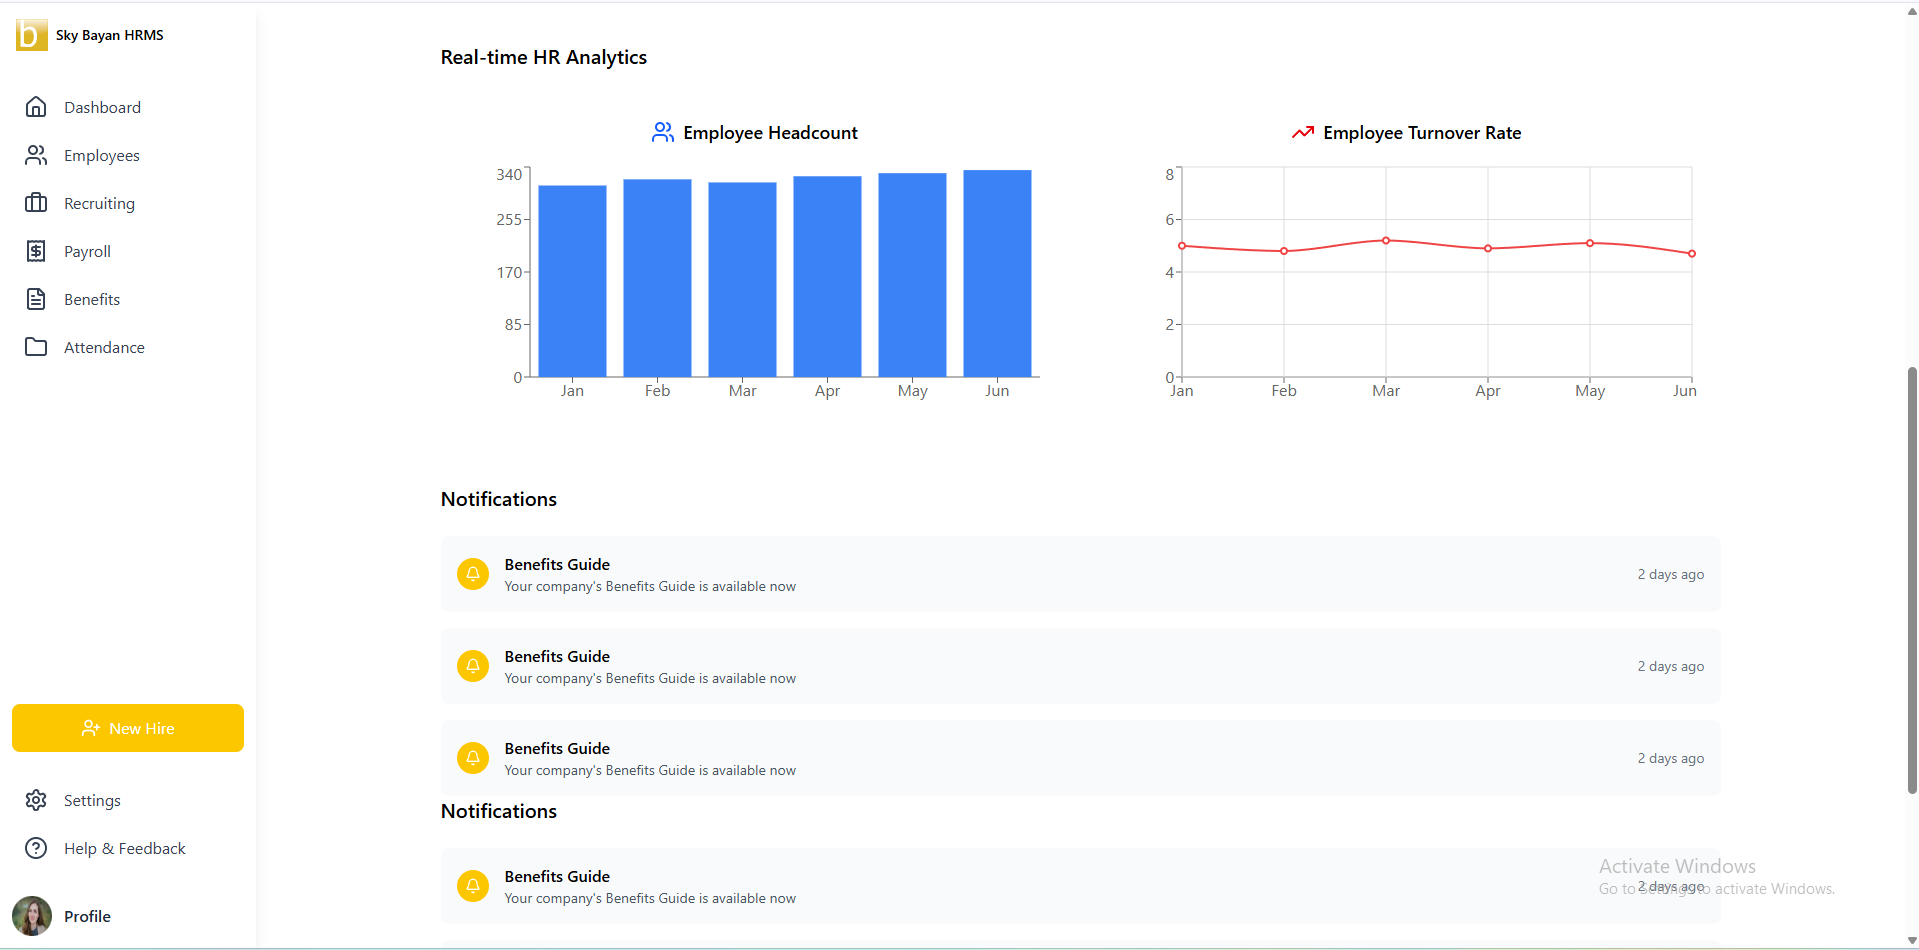 b
Sky Bayan HRMS
Dashboard
Employees
Recruiting
Payroll
Benefits
Attendance
New Hire
Settings
Help & Feedback
Profile
Real-time HR Analytics
Employee Headcount
340
255
170
85
0
Jan Feb Mar Apr May Jun
Employee Turnover Rate
8
6
4
2
0
Jan Feb Mar Apr May Jun
Notifications
Benefits Guide
Your company's Benefits Guide is available now
2 days ago
Benefits Guide
Your company's Benefits Guide is available now
2 days ago
Benefits Guide
Your company's Benefits Guide is available now
2 days ago
Notifications
Benefits Guide
Your company's Benefits Guide is available now
2 days ago
Activate Windows
Go to Settings to activate Windows.